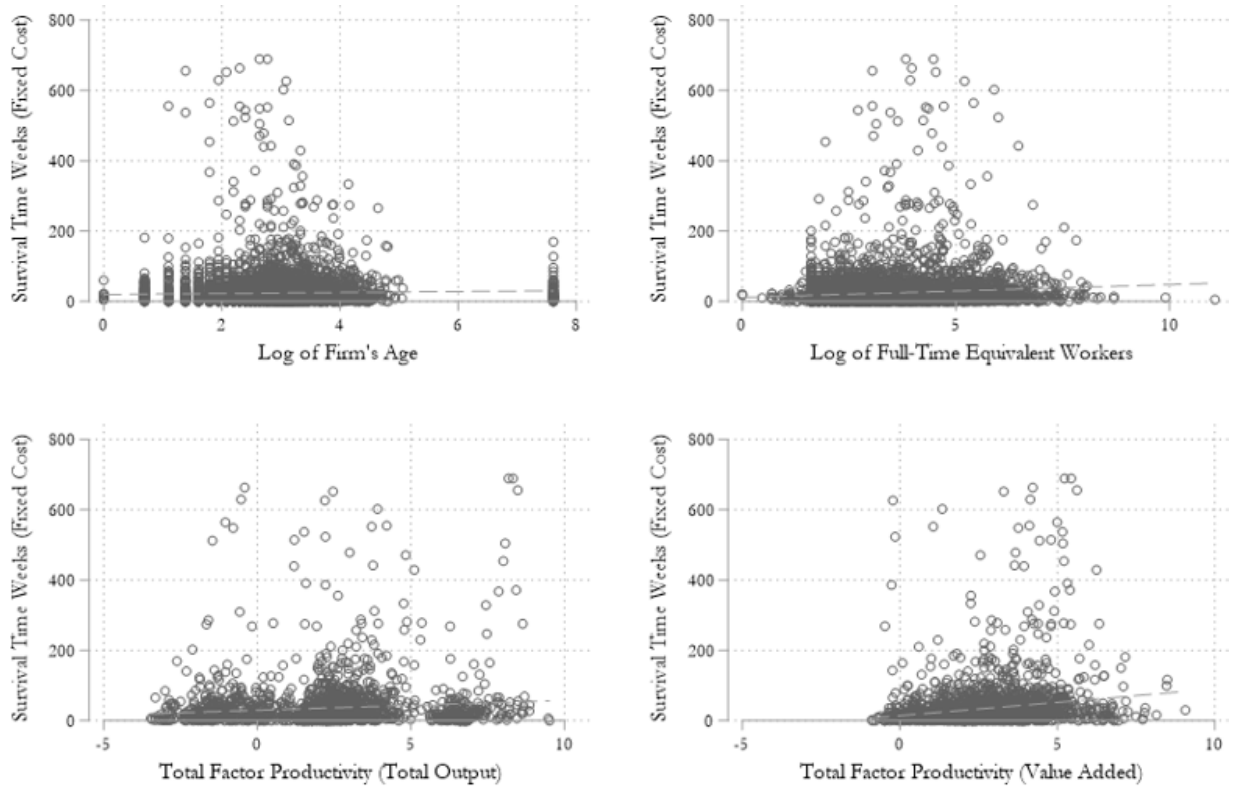 800
600
400
200
0
Survival Time Weeks (Fixed Cost)
0 2 4 6 8
Log of Firm's Age
800
600
400
200
0
Survival Time Weeks (Fixed Cost)
0 5 10
Log of Full-Time Equivalent Workers
800
600
400
200
0
Survival Time Weeks (Fixed Cost)
-5 0 5 10
Total Factor Productivity (Total Output)
800
600
400
200
0
Survival Time Weeks (Fixed Cost)
-5 0 5 10
Total Factor Productivity (Value Added)